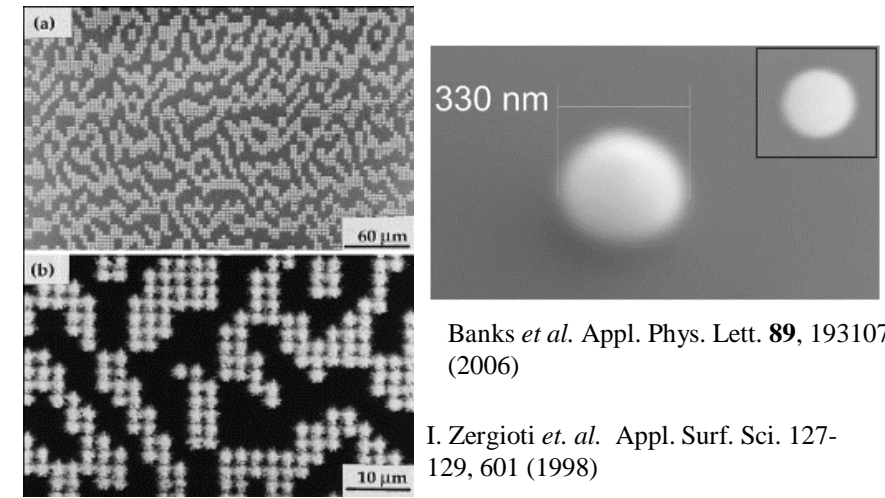 (a)
60 μm
(b)
10 μm
330 nm
Banks et al. Appl. Phys. Lett. 89, 193107
(2006)
I. Zergioti et. al. Appl. Surf. Sci. 127-
129, 601 (1998)